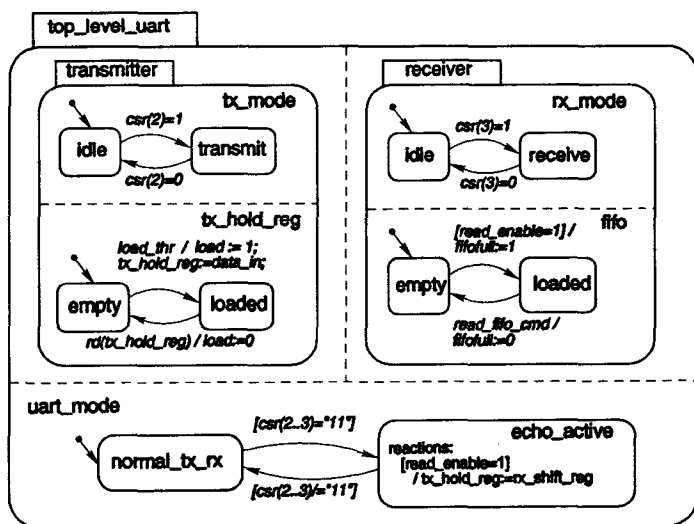 top_level_uart
transmitter
tx_mode
csr(2)=1
idle
transmit
csr(2)=0
tx_hold_reg
load_thr / load := 1;
tx_hold_reg:=data_in;
empty
loaded
rd(tx_hold_reg) / load:=0
receiver
rx_mode
csr(3)=1
idle
receive
csr(3)=0
fifo
[read_enable=1] /
fifofull:=1
empty
loaded
read_fifo_cmd /
fifofull:=0
uart_mode
[csr(2..3)="11"]
normal_tx_rx
echo_active
reactions:
[read_enable=1]
/ tx_hold_reg:=rx_shift_reg
[csr(2..3)/="11"]